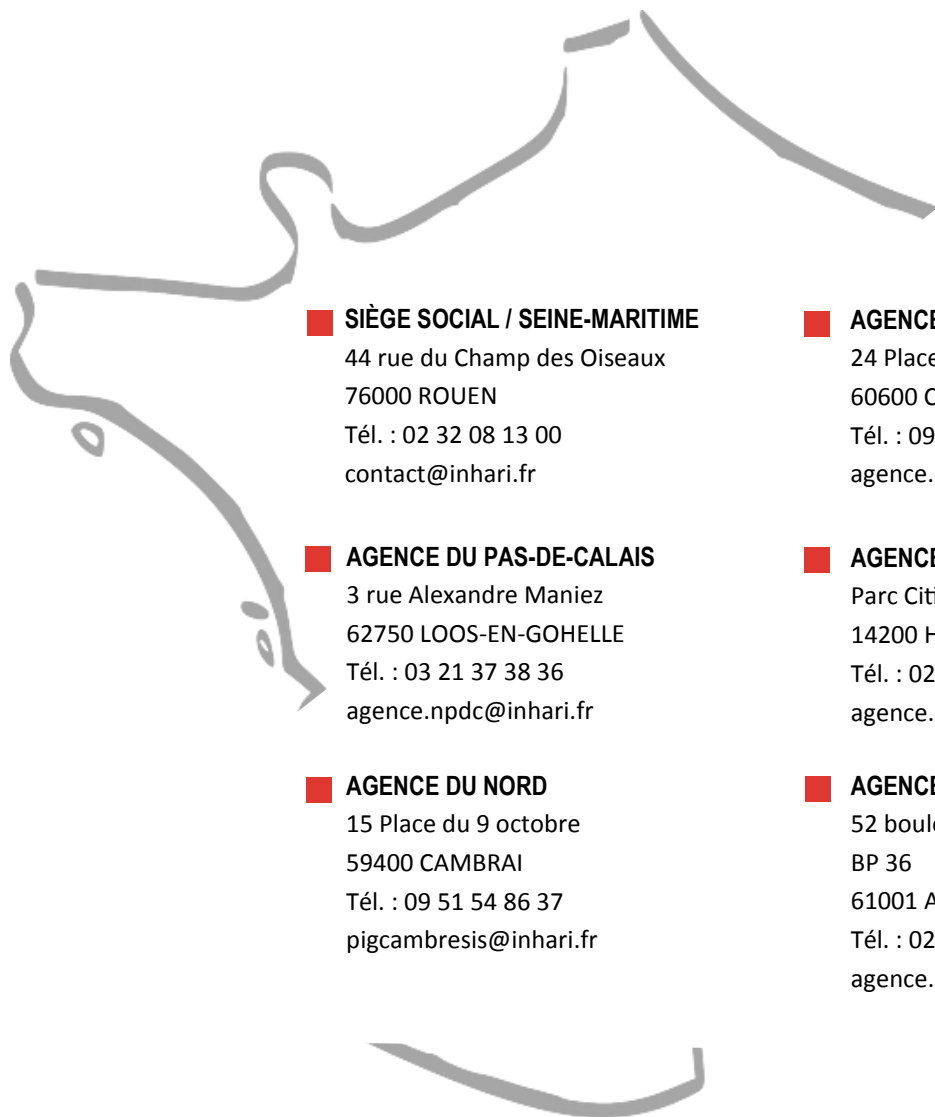 SIÈGE SOCIAL / SEINE-MARITIME
44 rue du Champ des Oiseaux
76000 ROUEN
Tél. : 02 32 08 13 00
contact@inhari.fr
AGENCE DU PAS-DE-CALAIS
3 rue Alexandre Maniez
62750 LOOS-EN-GOHELLE
Tél. : 03 21 37 38 36
agence.npdc@inhari.fr
AGENCE DU NORD
15 Place du 9 octobre
59400 CAMBRAI
Tél. : 09 51 54 86 37
pigcambresis@inhari.fr
AGENCE
24 Place
60600
Tél. : 09
agence.
AGENCE
Parc
14200
Tél. : 02
agence.
AGENCE
52
BP 36
61001
Tél. : 02
agence.